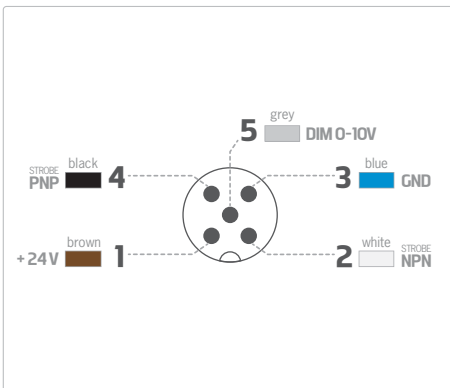 grey
5 DIM 0-10V
STROBE
PNP
black
4
3
blue
GND
+24V
brown
1
2
white
STROBE
NPN